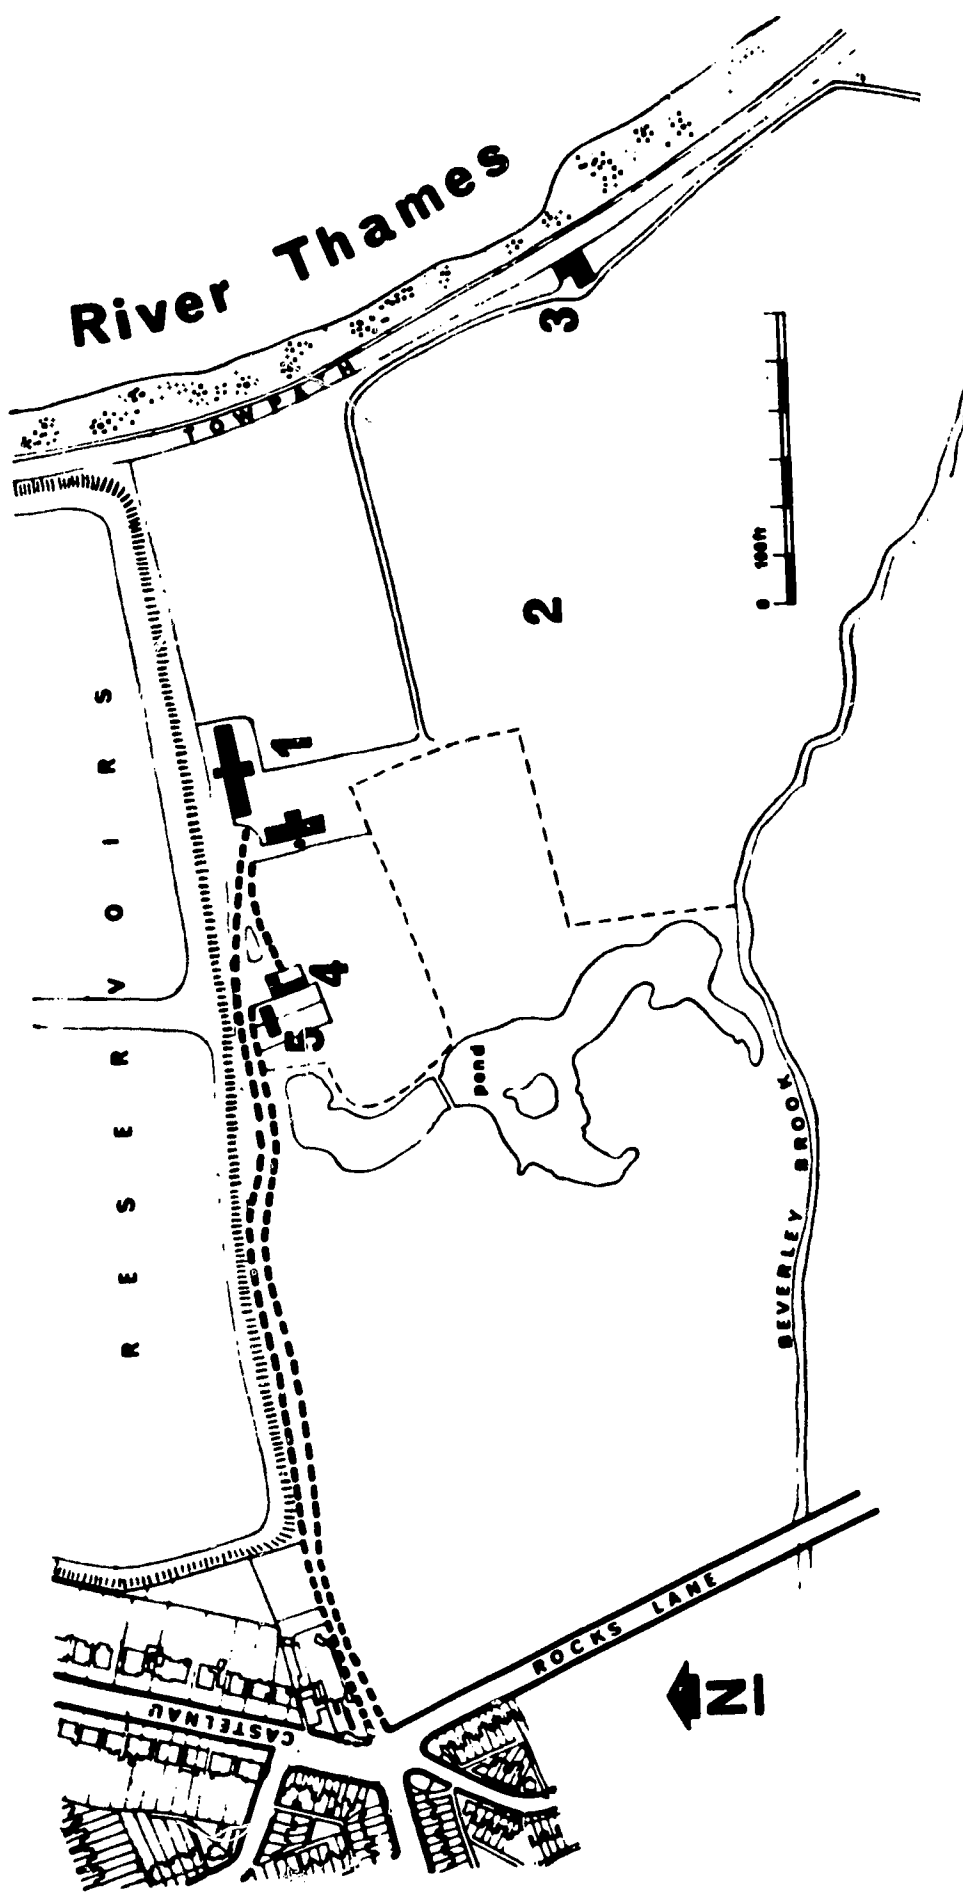 River Thames
TOWPATH
RESERVOIRS
1
2
3
4
5
pond
0 100ft
BEVERLEY BROOK
ROCKS LANE
CASTELNAU
N